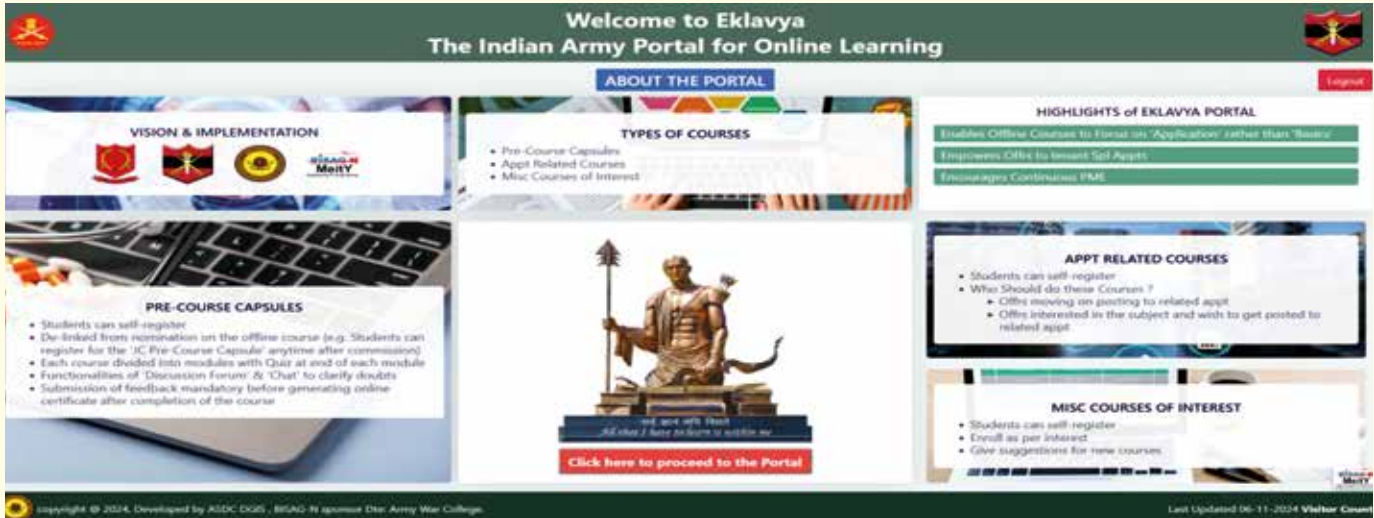 Welcome to Eklavya
The Indian Army Portal for Online Learning
ABOUT THE PORTAL
Logout
VISION & IMPLEMENTATION
BISAG-N
MeitY
TYPES OF COURSES
• Pre-Course Capsules
• Appt Related Courses
• Misc Courses of Interest
HIGHLIGHTS of EKLAVYA PORTAL
Enables Offline Courses to Focus on 'Application' rather than 'Basics'
Empowers Offrs to tenant Spl Appts
Encourages Continuous PME
PRE-COURSE CAPSULES
• Students can self-register
• De-linked from nomination on the offline course (e.g. Students can
register for the 'JC Pre-Course Capsule' anytime after commission)
• Each course divided into modules with Quiz at end of each module
• Functionalities of 'Discussion Forum' & 'Chat' to clarify doubts
• Submission of feedback mandatory before generating online
certificate after completion of the course
All that I have to learn is within me
Click here to proceed to the Portal
APPT RELATED COURSES
• Students can self-register
• Who Should do these Courses ?
▸ Offrs moving on posting to related appt
▸ Offrs interested in the subject and wish to get posted to
related appt
MISC COURSES OF INTEREST
• Students can self-register
• Enroll as per interest
• Give suggestions for new courses
MeitY
copyright @ 2024, Developed by ASDC DGIS , BISAG-N sponsor Dte: Army War College.
Last Updated 06-11-2024 Visitor Count